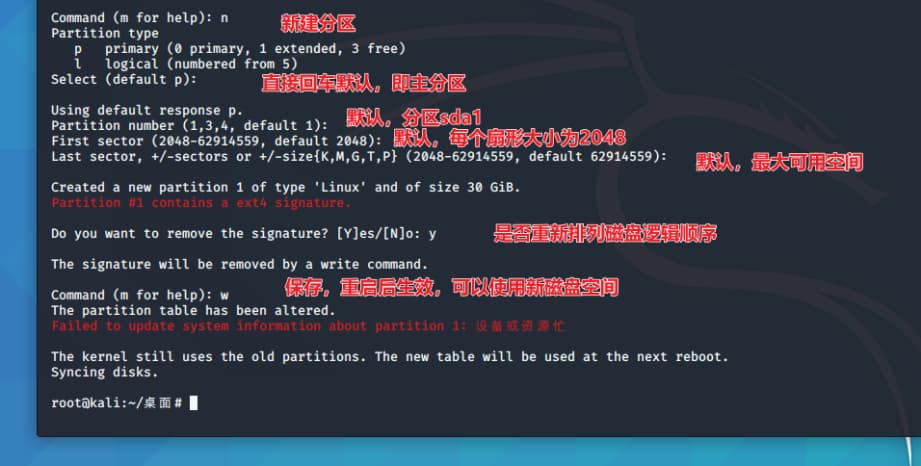 Command (m for help): n
新建分区
Partition type
p primary (0 primary, 1 extended, 3 free)
l logical (numbered from 5)
Select (default p):
直接回车默认，即主分区
Using default response p.
Partition number (1,3,4, default 1):
默认，分区sda1
First sector (2048-62914559, default 2048):
默认，每个扇形大小为2048
Last sector, +/-sectors or +/-size{K,M,G,T,P} (2048-62914559, default 62914559):
默认，最大可用空间
Created a new partition 1 of type 'Linux' and of size 30 GiB.
Partition #1 contains a ext4 signature.
Do you want to remove the signature? [Y]es/[N]o: y
是否重新排列磁盘逻辑顺序
The signature will be removed by a write command.
Command (m for help): w
保存，重启后生效，可以使用新磁盘空间
The partition table has been altered.
Failed to update system information about partition 1: 设备或资源忙
The kernel still uses the old partitions. The new table will be used at the next reboot.
Syncing disks.
root@kali:~/桌面#